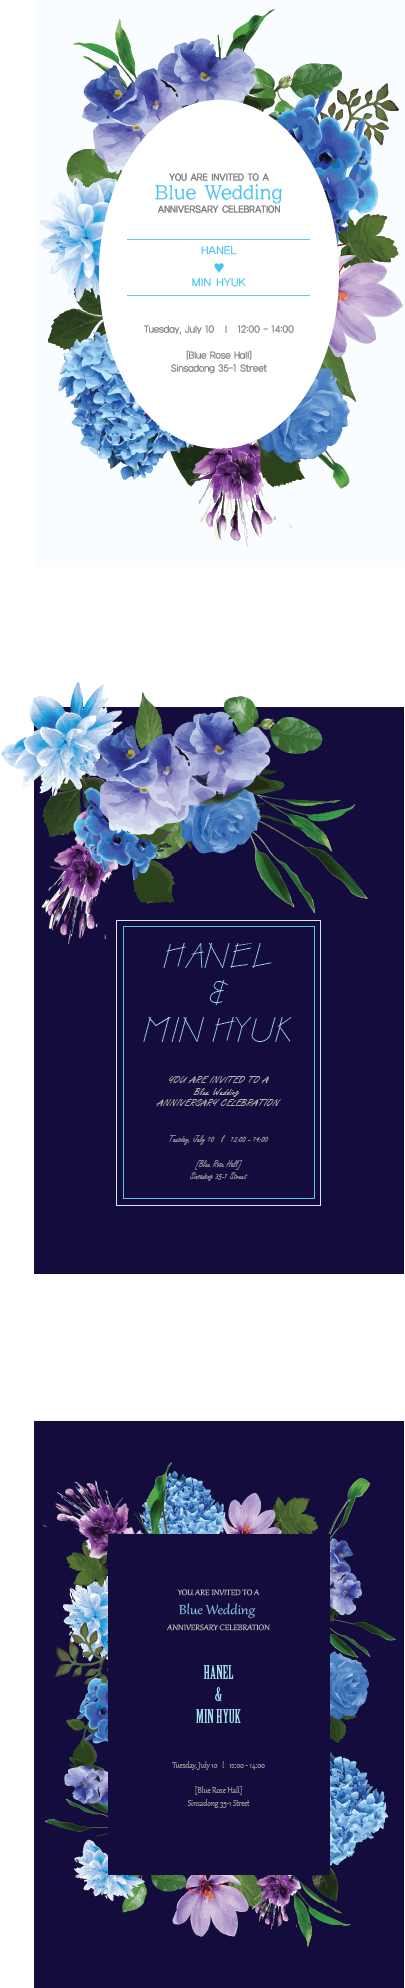 YOU ARE INVITED TO A
Blue Wedding
ANNIVERSARY CELEBRATION
HANEL
♥
MIN HYUK
Tuesday, July 10 | 12:00 - 14:00
[Blue Rose Hall]
Sinsadong 35-1 Street
HANEL
&
MIN HYUK
YOU ARE INVITED TO A
Blue Wedding
ANNIVERSARY CELEBRATION
Tuesday, July 10 | 12:00 - 14:00
[Blue Rose Hall]
Sinsadong 35-1 Street
YOU ARE INVITED TO A
Blue Wedding
ANNIVERSARY CELEBRATION
HANEL
&
MIN HYUK
Tuesday, July 10 | 12:00 - 14:00
[Blue Rose Hall]
Sinsadong 35-1 Street